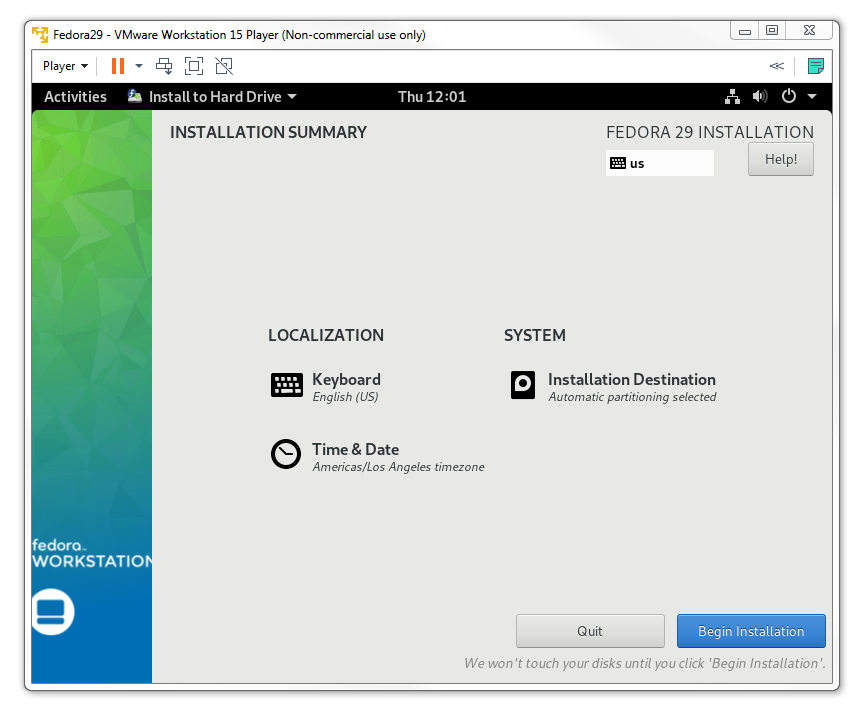 Fedora29 - VMware Workstation 15 Player (Non-commercial use only)
Player
Activities Install to Hard Drive Thu 12:01
INSTALLATION SUMMARY
FEDORA 29 INSTALLATION
us
Help!
LOCALIZATION
Keyboard
English (US)
Time & Date
Americas/Los Angeles timezone
SYSTEM
Installation Destination
Automatic partitioning selected
fedora
WORKSTATION
Quit
Begin Installation
We won't touch your disks until you click 'Begin Installation'.